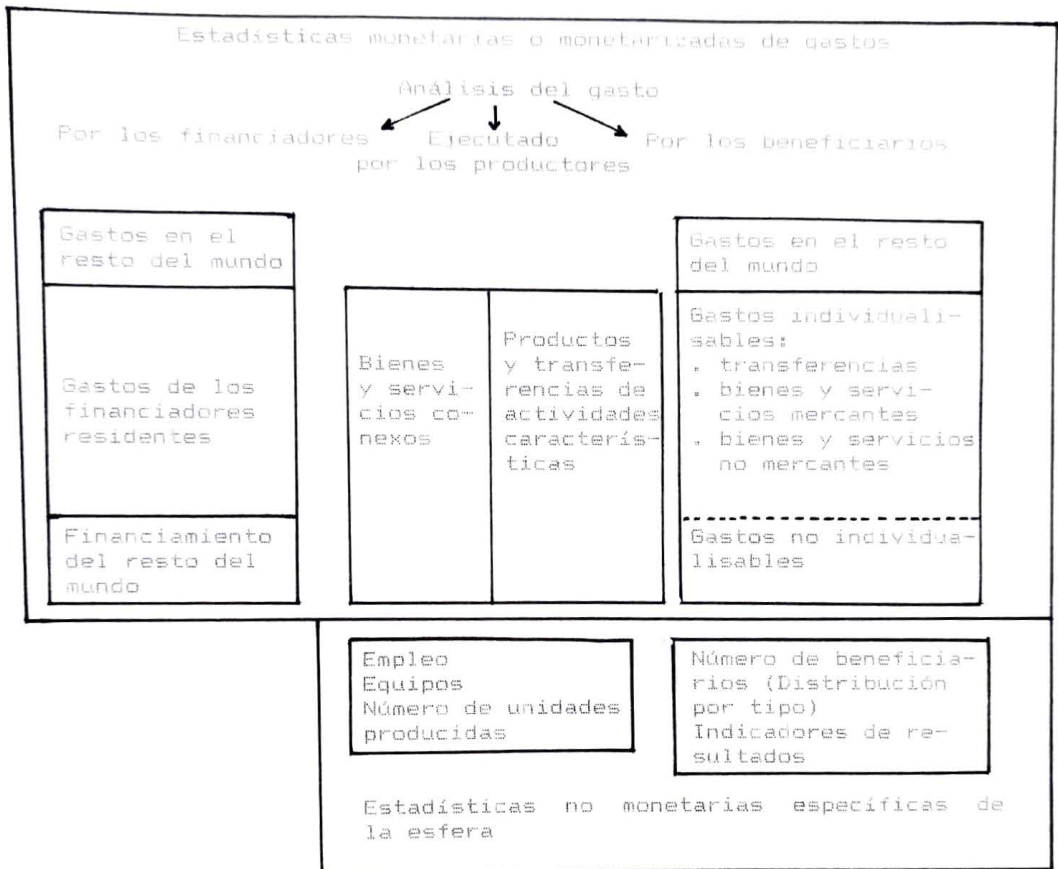 Estadísticas monetarias o monetarizadas de gastos
Análisis del gasto
Por los financiadores
Ejecutado
por los productores
Por los beneficiarios
Gastos en el
resto del mundo
Gastos de los
financiadores
residentes
Financiamiento
del resto del
mundo
Bienes
y servi-
cios co-
nexos
Productos
y transfe-
rencias de
actividades
caracterís-
ticas
Gastos en el resto
del mundo
Gastos individuali-
sables:
. transferencias
. bienes y servi-
cios mercantes
. bienes y servicios
no mercantes
Gastos no individua-
lisables
Empleo
Equipos
Número de unidades
producidas
Número de beneficia-
rios (Distribución
por tipo)
Indicadores de re-
sultados
Estadísticas no monetarias específicas de
la esfera